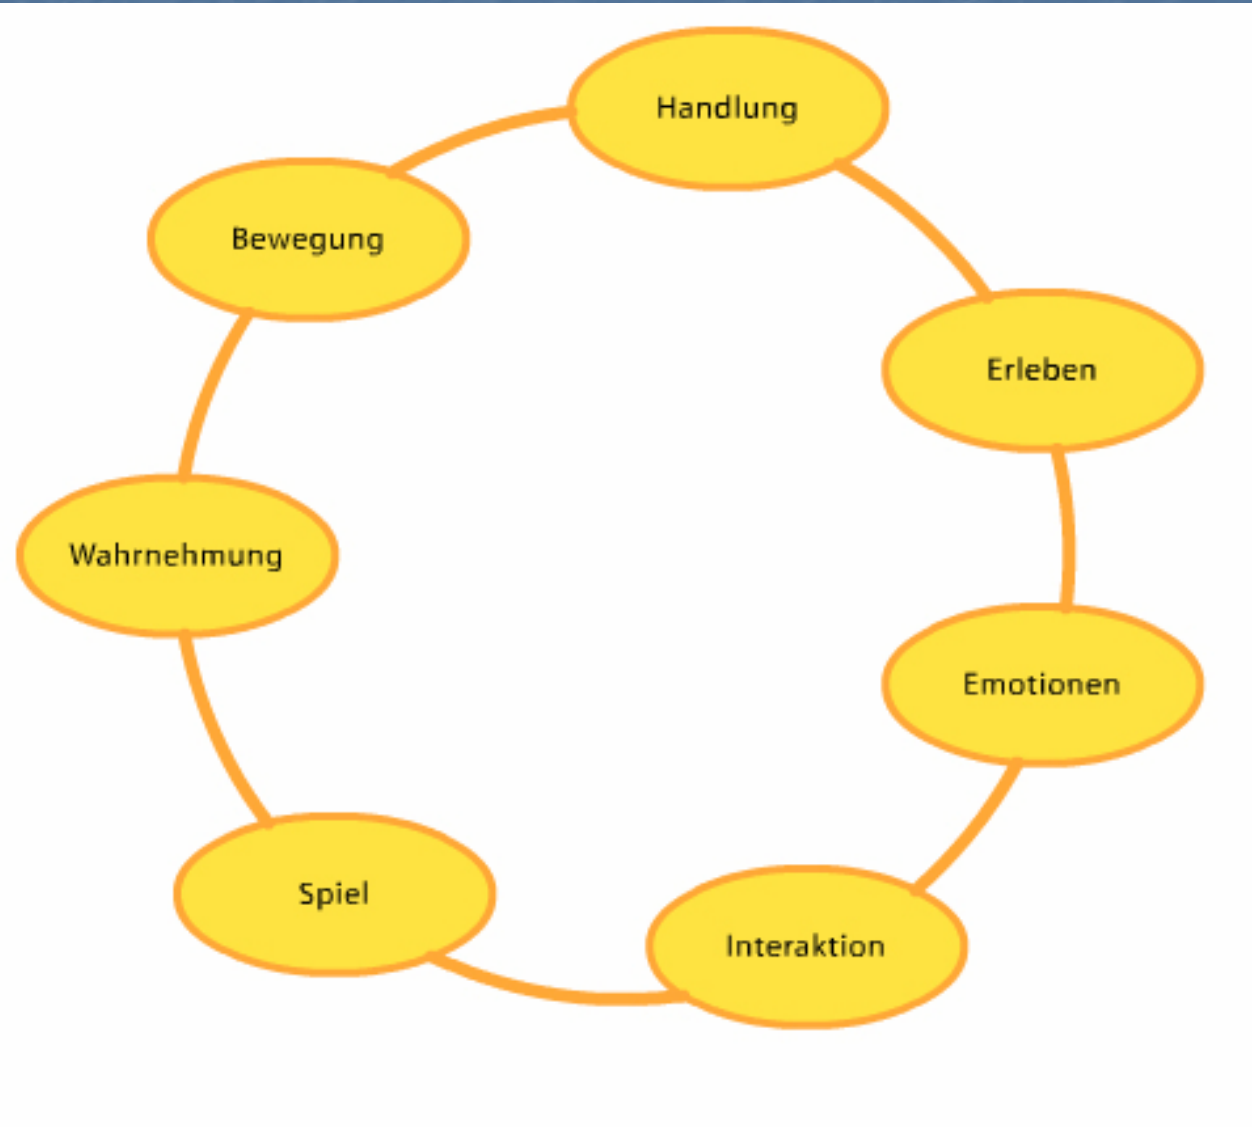 Handlung
Bewegung
Erleben
Wahrnehmung
Emotionen
Spiel
Interaktion